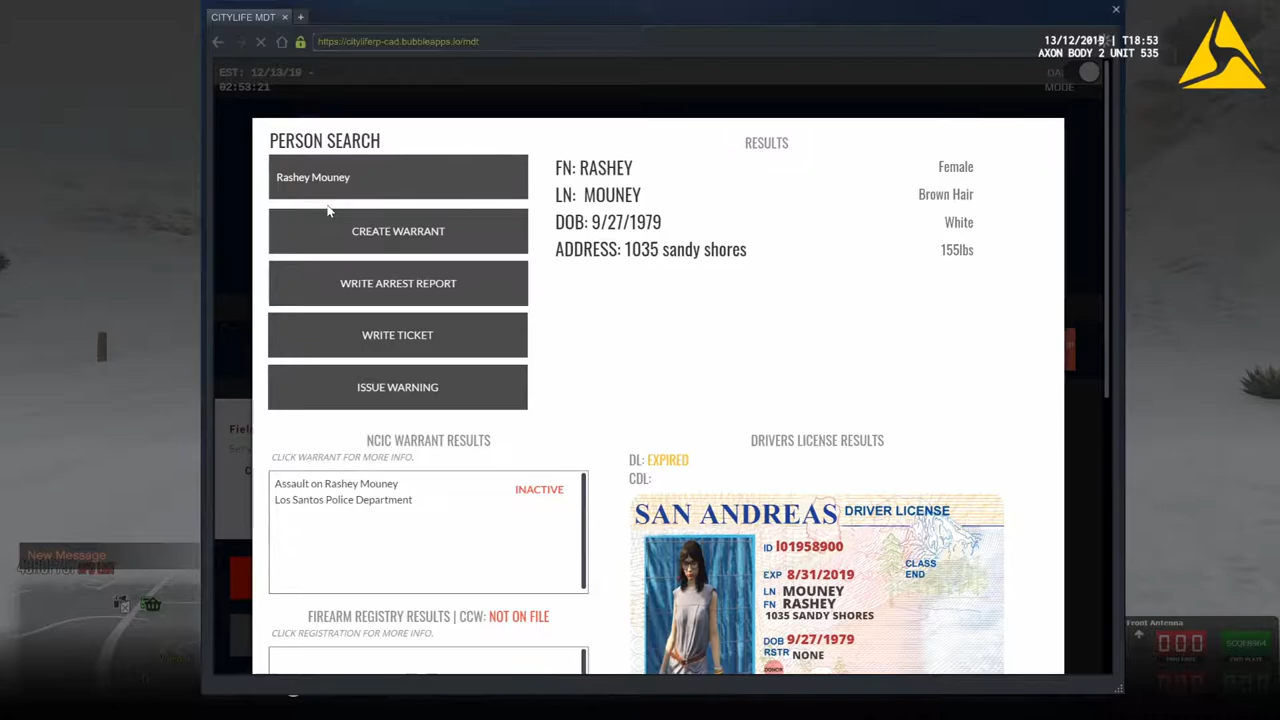 CITYLIFE MDT
https://cityliferp-cad.bubbleapps.io/mdt
13/12/2019 | T18:53
AXON BODY 2 UNIT 535
EST: 12/13/19 -
02:53:21
MODE
PERSON SEARCH
Rashey Mouney
CREATE WARRANT
WRITE ARREST REPORT
WRITE TICKET
ISSUE WARNING
RESULTS
FN: RASHEY
LN: MOUNEY
DOB: 9/27/1979
ADDRESS: 1035 sandy shores
Female
Brown Hair
White
155lbs
NCIC WARRANT RESULTS
CLICK WARRANT FOR MORE INFO.
Assault on Rashey Mouney
Los Santos Police Department
INACTIVE
FIREARM REGISTRY RESULTS | CCW: NOT ON FILE
CLICK REGISTRATION FOR MORE INFO.
DRIVERS LICENSE RESULTS
DL: EXPIRED
CDL:
SAN ANDREAS DRIVER LICENSE
ID I01958900
EXP 8/31/2019
LN MOUNEY
FN RASHEY
1035 SANDY SHORES
DOB 9/27/1979
RSTR NONE
CLASS
END
DONOR
New Message
Front Antenna
000